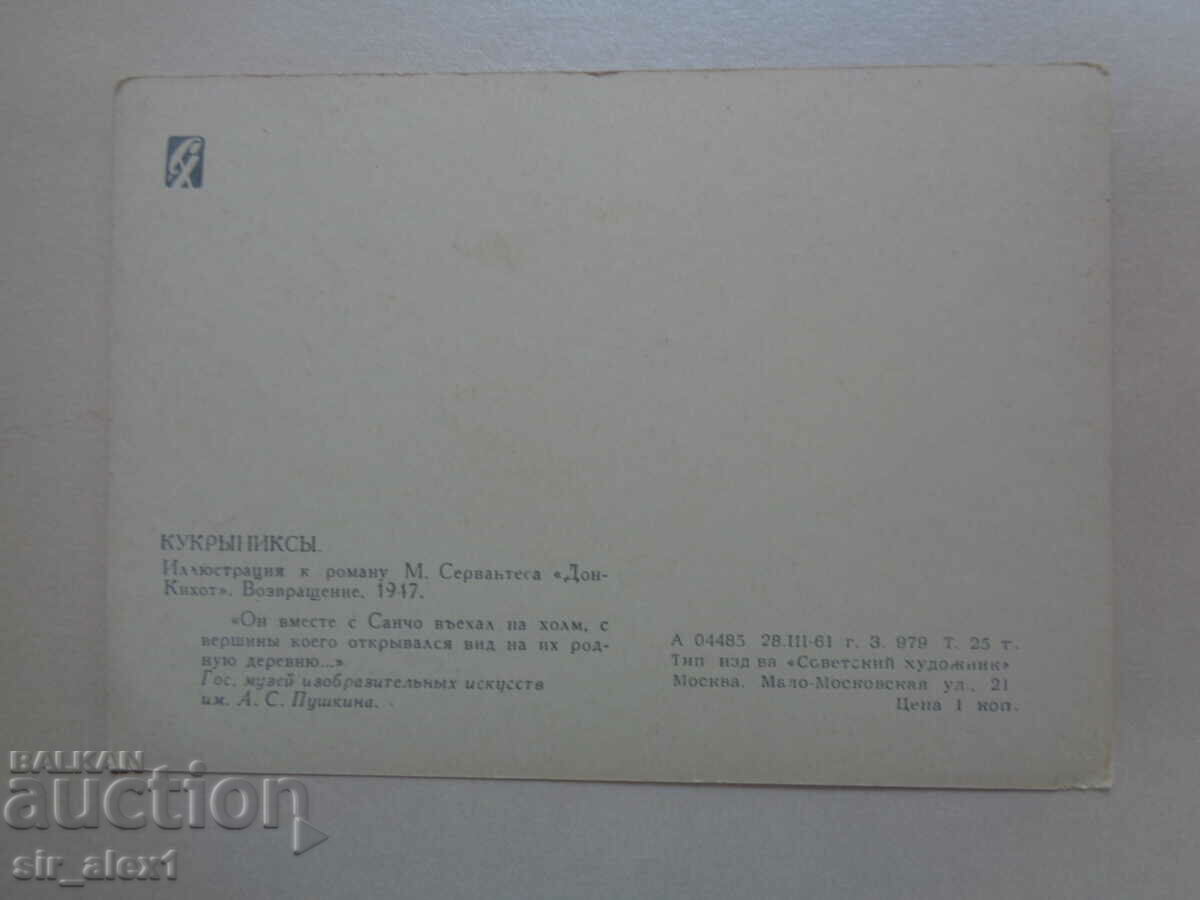 СХ
КУКРЫНИКСЫ.
Иллюстрация к роману М. Сервантеса «Дон-
Кихот». Возвращение. 1947.
«Он вместе с Санчо въехал на холм, с
вершины коего открывался вид на их род-
ную деревню...»
Гос. музей изобразительных искусств
им. А. С. Пушкина.
А 04485 28.III-61 г. З. 979 Т. 25 т.
Тип изд ва «Советский художник»
Москва. Мало-Московская ул., 21
Цена 1 коп.
BALKAN
auction
sir_alex1